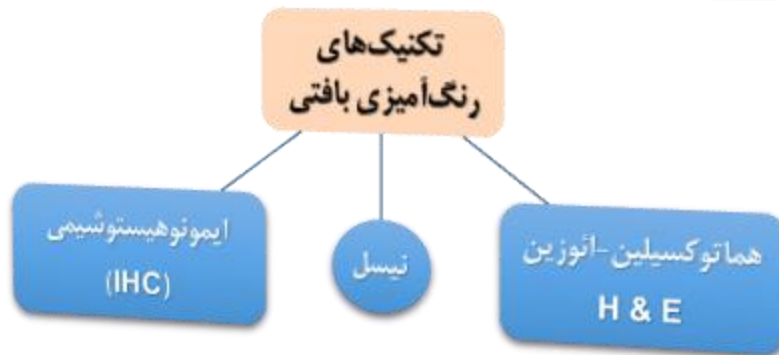 تکنیک‌های
رنگ‌آمیزی بافتی
هماتوکسیلین-ائوزین
H & E
نیسل
ایمونوهیستوشیمی
(IHC)